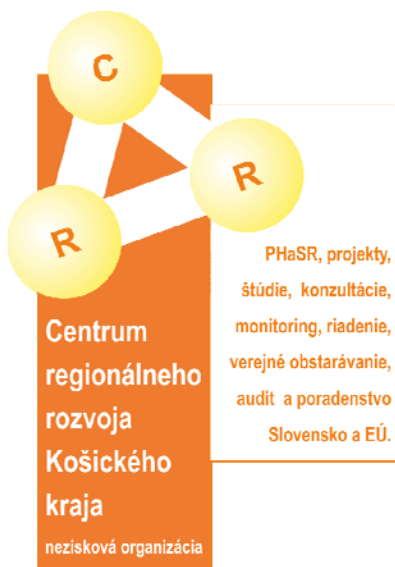 C
R
R
PHaSR, projekty,
štúdie, konzultácie,
monitoring, riadenie,
verejné obstarávanie,
audit a poradenstvo
Slovensko a EÚ.
Centrum
regionálneho
rozvoja
Košického
kraja
nezisková organizácia